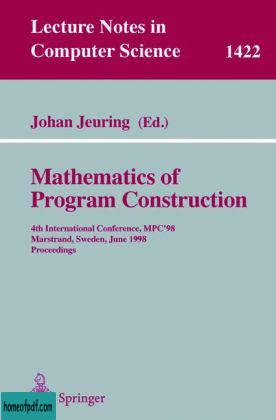 Lecture Notes in
Computer Science 1422
Johan Jeuring (Ed.)
Mathematics of
Program Construction
4th International Conference, MPC'98
Marstrand, Sweden, June 1998
Proceedings
homeofpdf.com
Springer